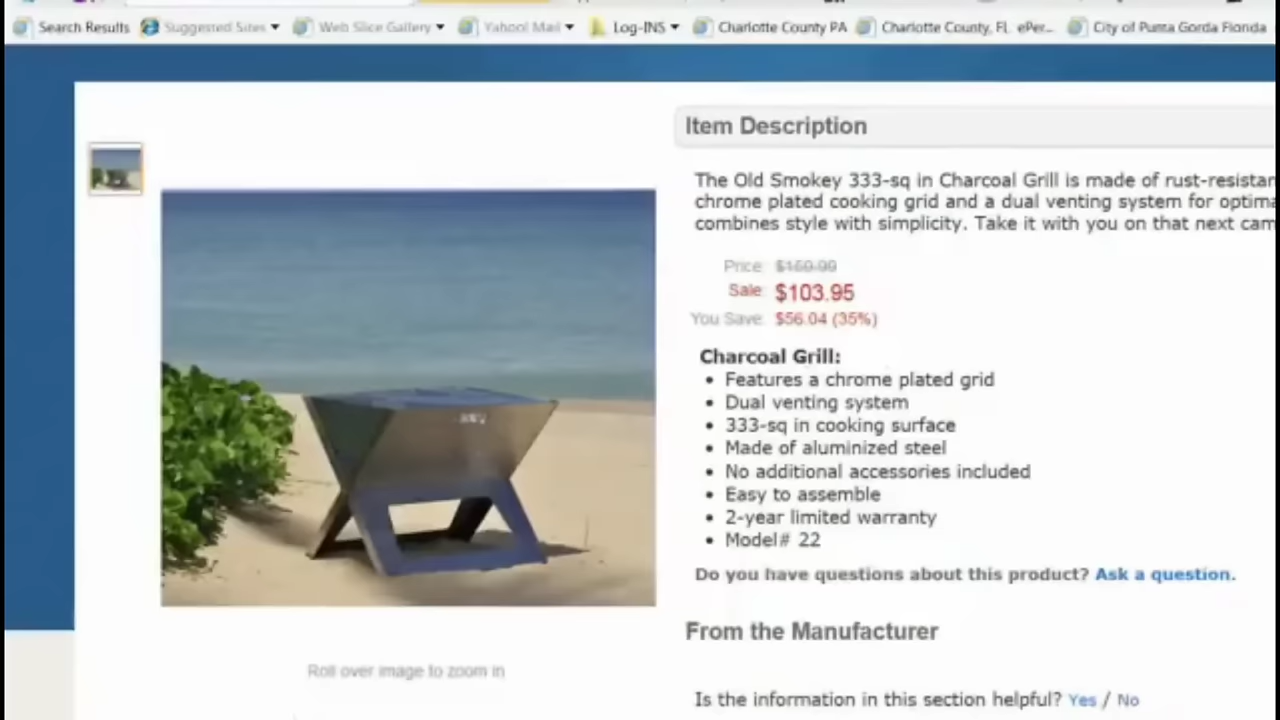 Search Results Suggested Sites Web Slice Gallery Yahoo! Mail Log-INS Charlotte County PA Charlotte County, FL ePer... City of Punta Gorda Florida
Item Description
The Old Smokey 333-sq in Charcoal Grill is made of rust-resistan
chrome plated cooking grid and a dual venting system for optima
combines style with simplicity. Take it with you on that next cam
Price: $159.99
Sale: $103.95
You Save: $56.04 (35%)
Charcoal Grill:
• Features a chrome plated grid
• Dual venting system
• 333-sq in cooking surface
• Made of aluminized steel
• No additional accessories included
• Easy to assemble
• 2-year limited warranty
• Model# 22
Do you have questions about this product? Ask a question.
From the Manufacturer
Roll over image to zoom in
Is the information in this section helpful? Yes / No